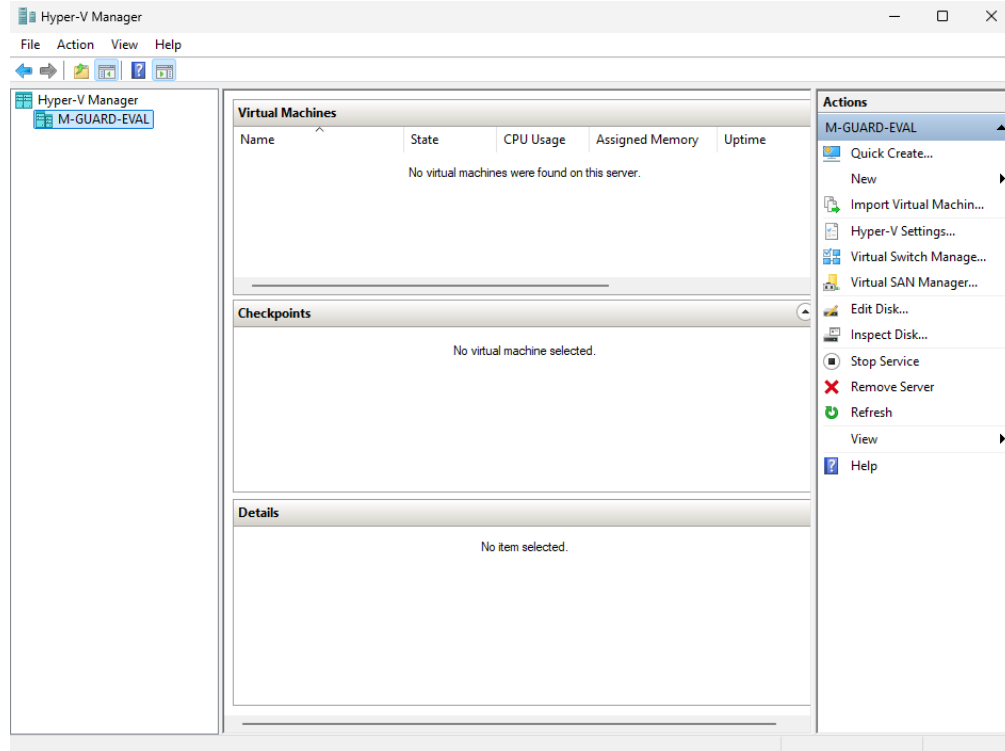 Hyper-V Manager
File Action View Help
Hyper-V Manager
M-GUARD-EVAL
Virtual Machines
Name State CPU Usage Assigned Memory Uptime
No virtual machines were found on this server.
Checkpoints
No virtual machine selected.
Details
No item selected.
Actions
M-GUARD-EVAL
Quick Create...
New
Import Virtual Machin...
Hyper-V Settings...
Virtual Switch Manage...
Virtual SAN Manager...
Edit Disk...
Inspect Disk...
Stop Service
Remove Server
Refresh
View
Help